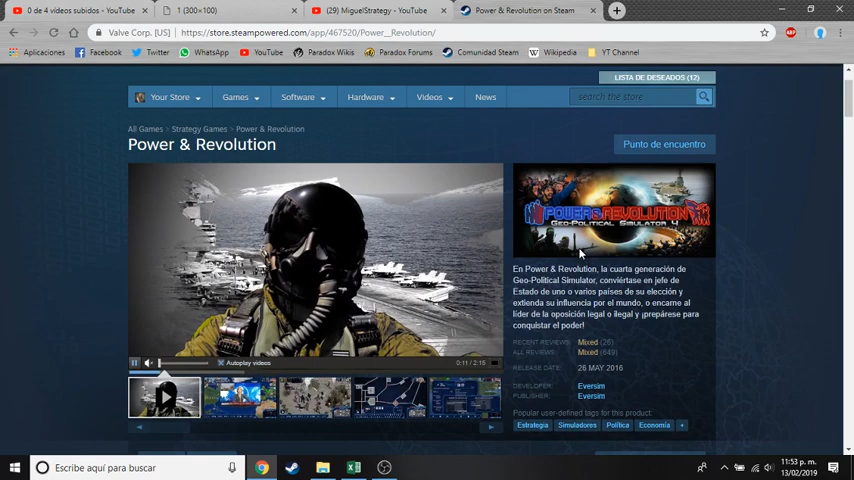 0 de 4 vídeos subidos - YouTube
1 (300×100)
(29) MiguelStrategy - YouTube
Power & Revolution on Steam
Valve Corp. [US]
https://store.steampowered.com/app/467520/Power__Revolution/
Aplicaciones
Facebook
Twitter
WhatsApp
YouTube
Paradox Wikis
Paradox Forums
Comunidad Steam
Wikipedia
YT Channel
LISTA DE DESEADOS (12)
Your Store
Games
Software
Hardware
Videos
News
search the store
All Games > Strategy Games > Power & Revolution
Power & Revolution
Punto de encuentro
POWER & REVOLUTION
GEO-POLITICAL SIMULATOR 4
En Power & Revolution, la cuarta generación de
Geo-Political Simulator, conviértase en jefe de
Estado de uno o varios países de su elección y
extienda su influencia por el mundo, o encarne al
líder de la oposición legal o ilegal y ¡prepárese para
conquistar el poder!
RECENT REVIEWS: Mixed (26)
ALL REVIEWS: Mixed (649)
RELEASE DATE: 26 MAY 2016
DEVELOPER: Eversim
PUBLISHER: Eversim
Popular user-defined tags for this product:
Estrategia
Simuladores
Política
Economía
+
Autoplay videos
0:11 / 2:15
Escribe aquí para buscar
11:53 p. m.
13/02/2019